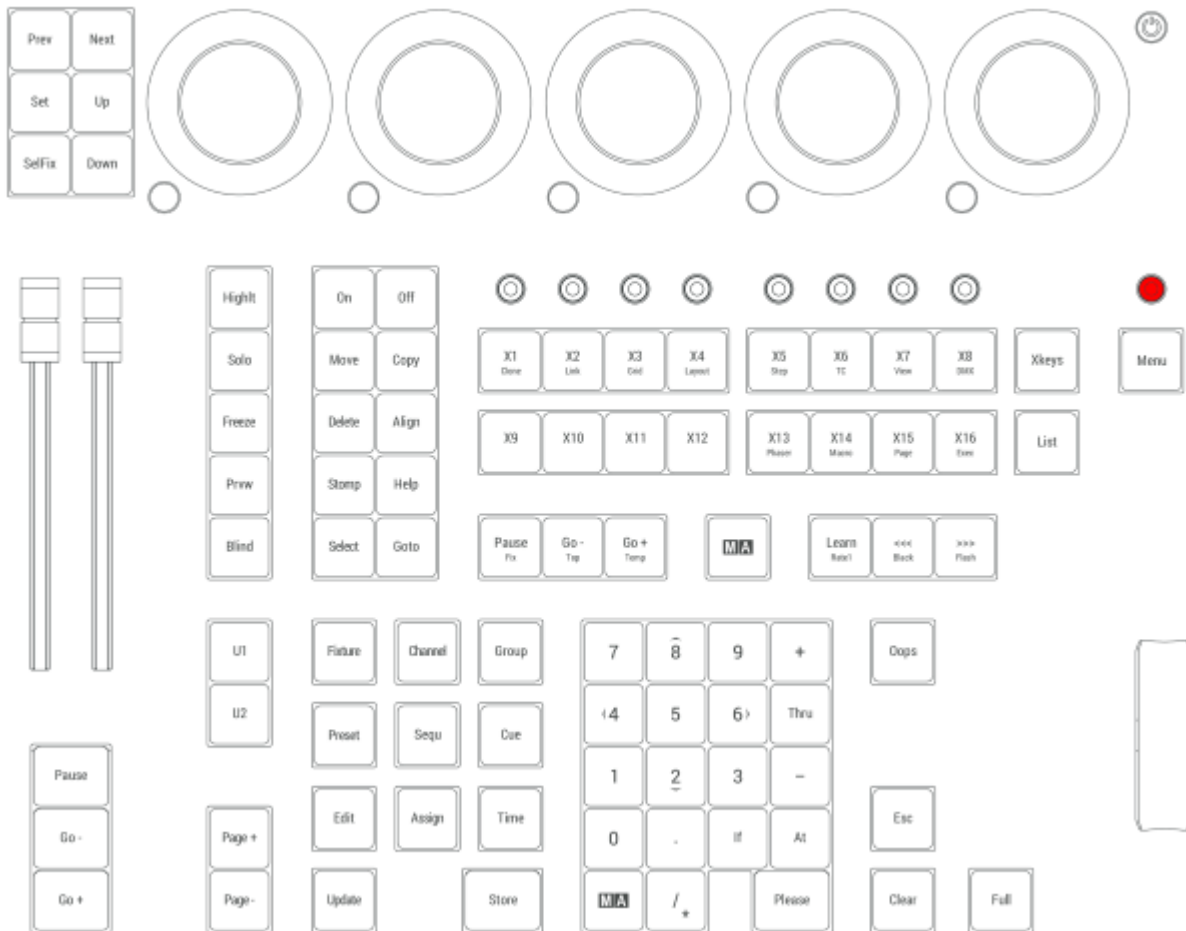 Prev Next
Set Up
SelFix Down
Highlt On Off
Solo Move Copy X1 X2 X3 X4 X5 X6 X7 X8 Xkeys Menu
Clone Link Grid Layout Step TC View DMX
Freeze Delete Align X9 X10 X11 X12 X13 X14 X15 X16 List
Phaser Macro Page Exec
Prvw Stomp Help
Blind Select Goto Pause Go - Go + MA Learn <<< >>>
Fix Top Temp Rate1 Black Flash
U1 Fixture Channel Group 7 8 9 + Oops
U2 Preset Sequ Cue 4 5 6 Thru
Pause 1 2 3 -
Go - Page + Edit Assign Time 0 . If At Esc
Go + Page - Update Store MA / * Please Clear Full